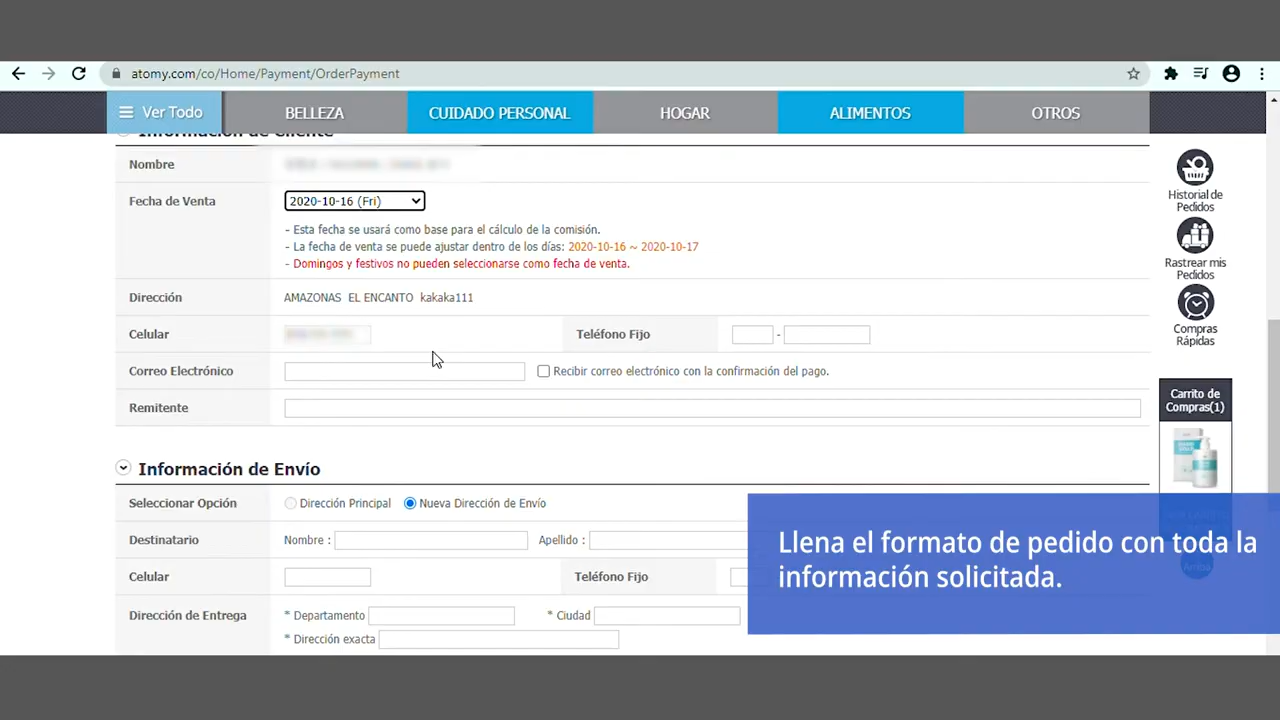 atomy.com/co/Home/Payment/OrderPayment
Ver Todo BELLEZA CUIDADO PERSONAL HOGAR ALIMENTOS OTROS
Información de Cliente
Nombre
Fecha de Venta 2020-10-16 (Fri)
- Esta fecha se usará como base para el cálculo de la comisión.
- La fecha de venta se puede ajustar dentro de los días: 2020-10-16 ~ 2020-10-17
- Domingos y festivos no pueden seleccionarse como fecha de venta.
Dirección AMAZONAS EL ENCANTO kakaka111
Celular Teléfono Fijo -
Correo Electrónico Recibir correo electrónico con la confirmación del pago.
Remitente
Información de Envío
Seleccionar Opción Dirección Principal Nueva Dirección de Envío
Destinatario Nombre : Apellido :
Celular Teléfono Fijo
Dirección de Entrega * Departamento * Ciudad
* Dirección exacta
Historial de
Pedidos
Rastrear mis
Pedidos
Compras
Rápidas
Carrito de
Compras(1)
Arriba
Llena el formato de pedido con toda la
información solicitada.